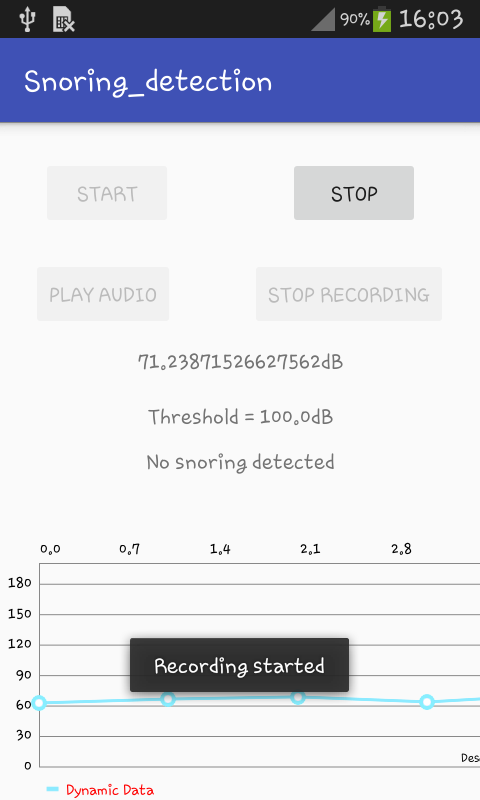 90% 16:03
Snoring_detection
START STOP
PLAY AUDIO STOP RECORDING
71.23871526627562dB
Threshold = 100.0dB
No snoring detected
0.0 0.7 1.4 2.1 2.8
180
150
120
Recording started
90
60
30
0
Des
Dynamic Data